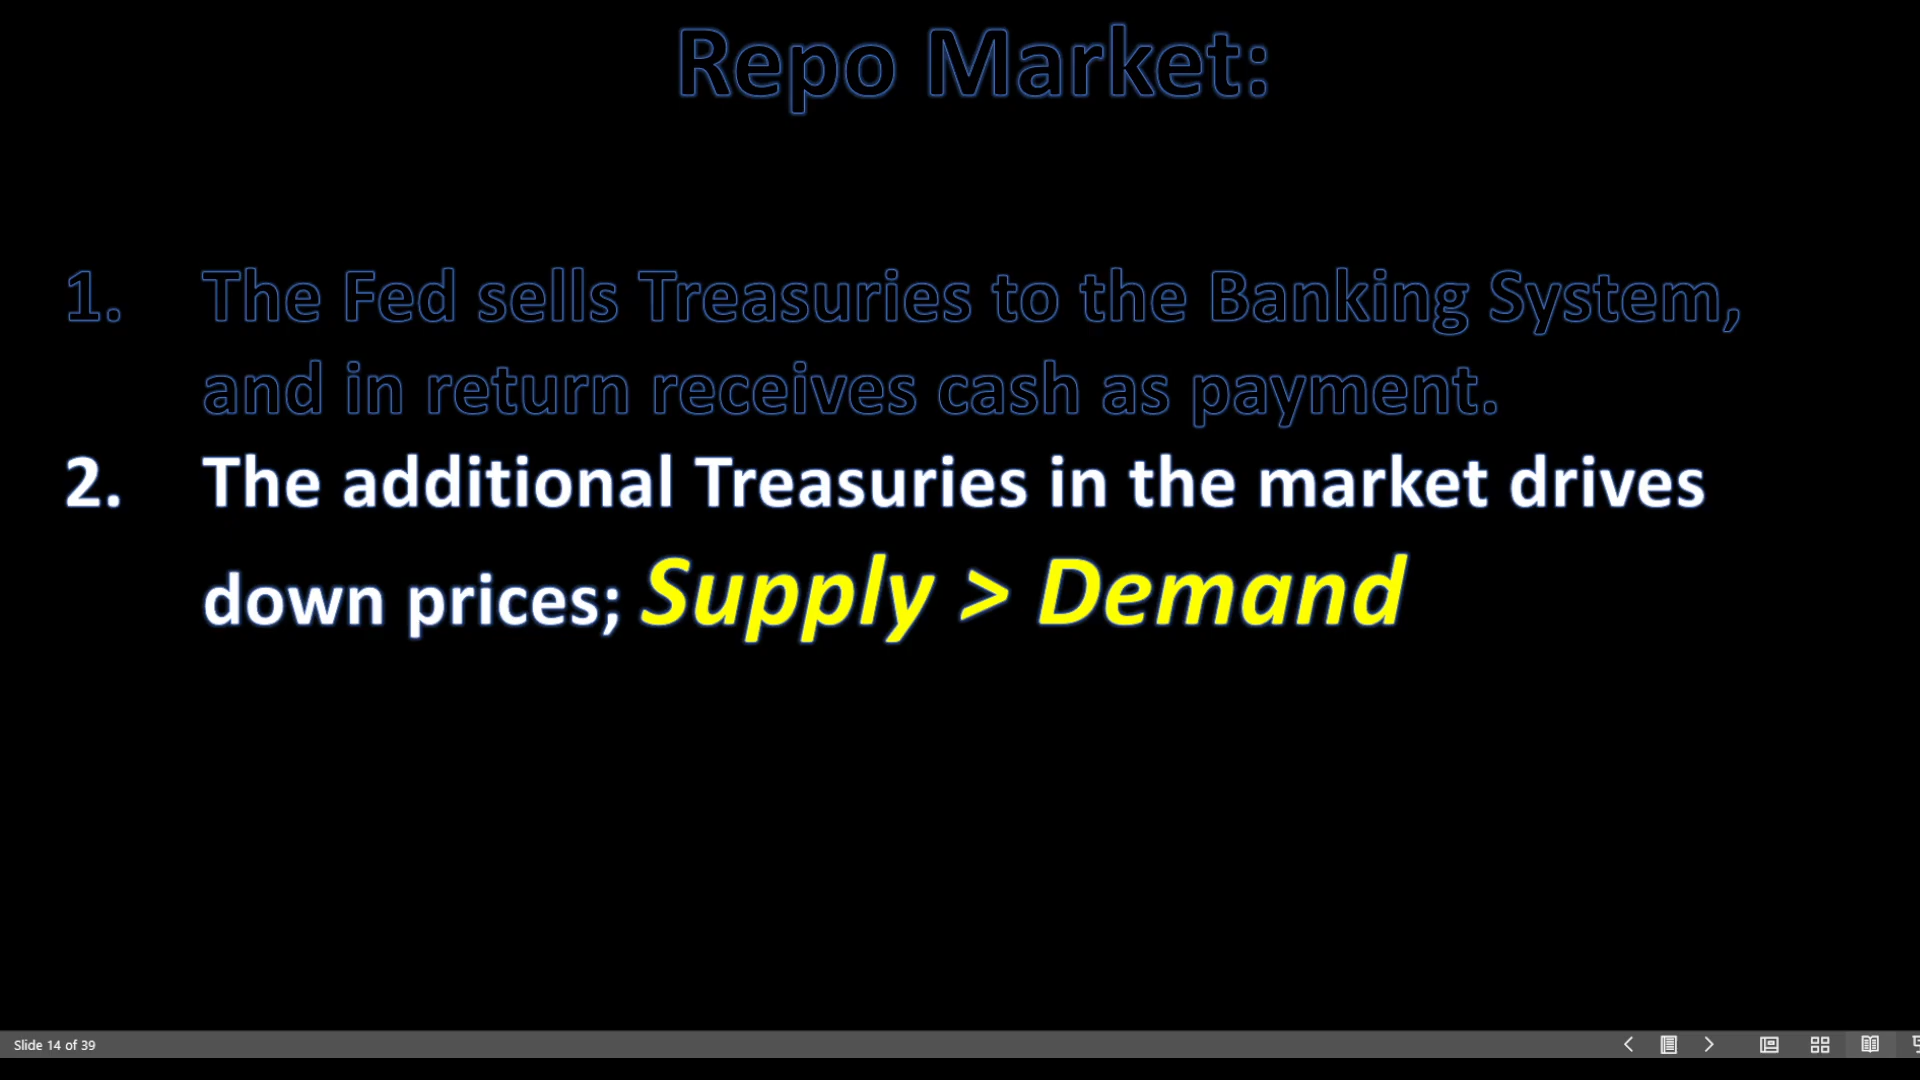 Repo Market:
1. The Fed sells Treasuries to the Banking System,
and in return receives cash as payment.
2. The additional Treasuries in the market drives
down prices; Supply > Demand
Slide 14 of 39